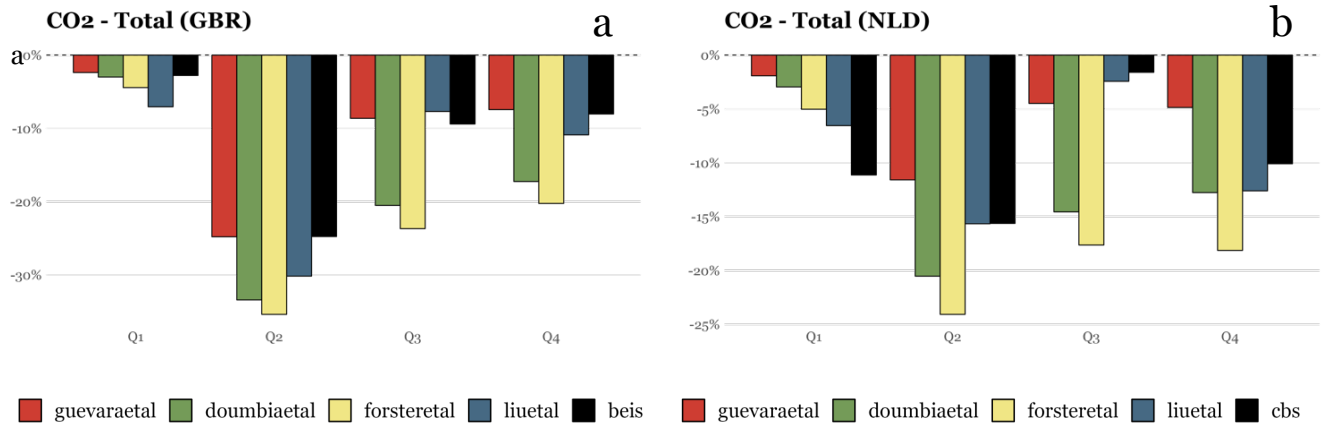 CO2 - Total (GBR)
a
a
0%
-10%
-20%
-30%
Q1 Q2 Q3 Q4
guevaraetal doumbiaetal forsteretal liuetal beis
CO2 - Total (NLD)
b
0%
-5%
-10%
-15%
-20%
-25%
Q1 Q2 Q3 Q4
guevaraetal doumbiaetal forsteretal liuetal cbs